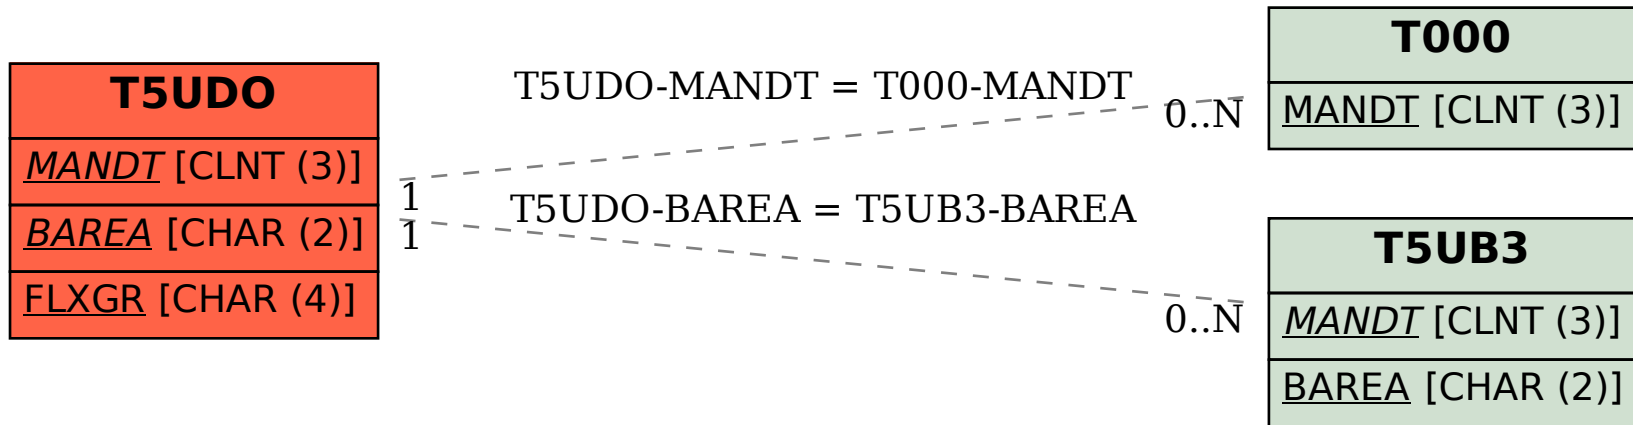 T5UDO
MANDT [CLNT (3)]
BAREA [CHAR (2)]
FLXGR [CHAR (4)]
T5UDO-MANDT = T000-MANDT
0..N
1
T5UDO-BAREA = T5UB3-BAREA
1
0..N
T000
MANDT [CLNT (3)]
T5UB3
MANDT [CLNT (3)]
BAREA [CHAR (2)]